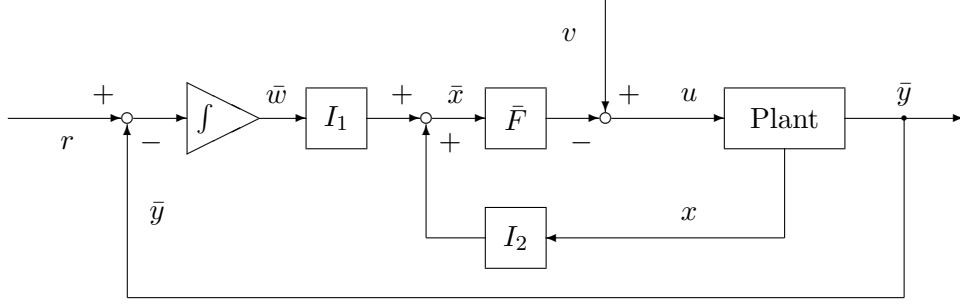 v
+ w̄ + x̄ + u ȳ
∫ I₁ F̄ Plant
r − + −
ȳ x
I₂